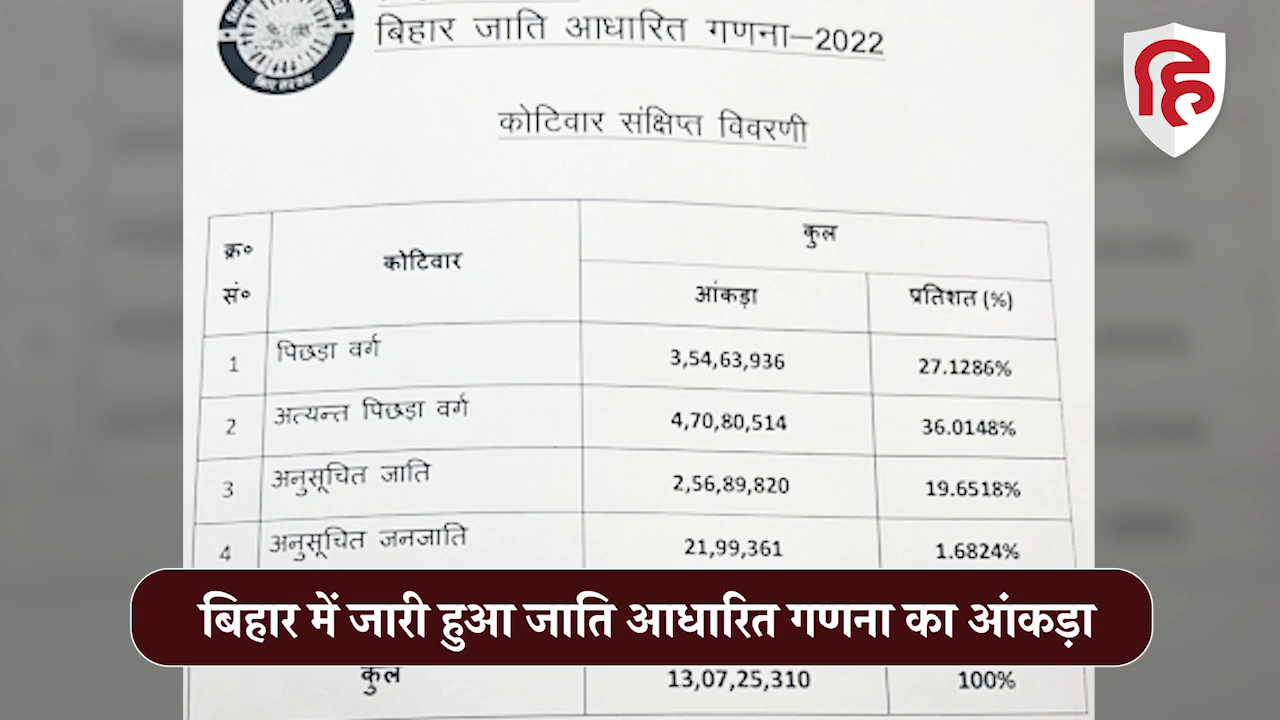 बिहार जाति आधारित गणना–2022
कोटिवार संक्षिप्त विवरणी
क्र० सं० कोटिवार कुल
आंकड़ा प्रतिशत (%)
1 पिछड़ा वर्ग 3,54,63,936 27.1286%
2 अत्यन्त पिछड़ा वर्ग 4,70,80,514 36.0148%
3 अनुसूचित जाति 2,56,89,820 19.6518%
4 अनुसूचित जनजाति 21,99,361 1.6824%
बिहार में जारी हुआ जाति आधारित गणना का आंकड़ा
कुल 13,07,25,310 100%
हि